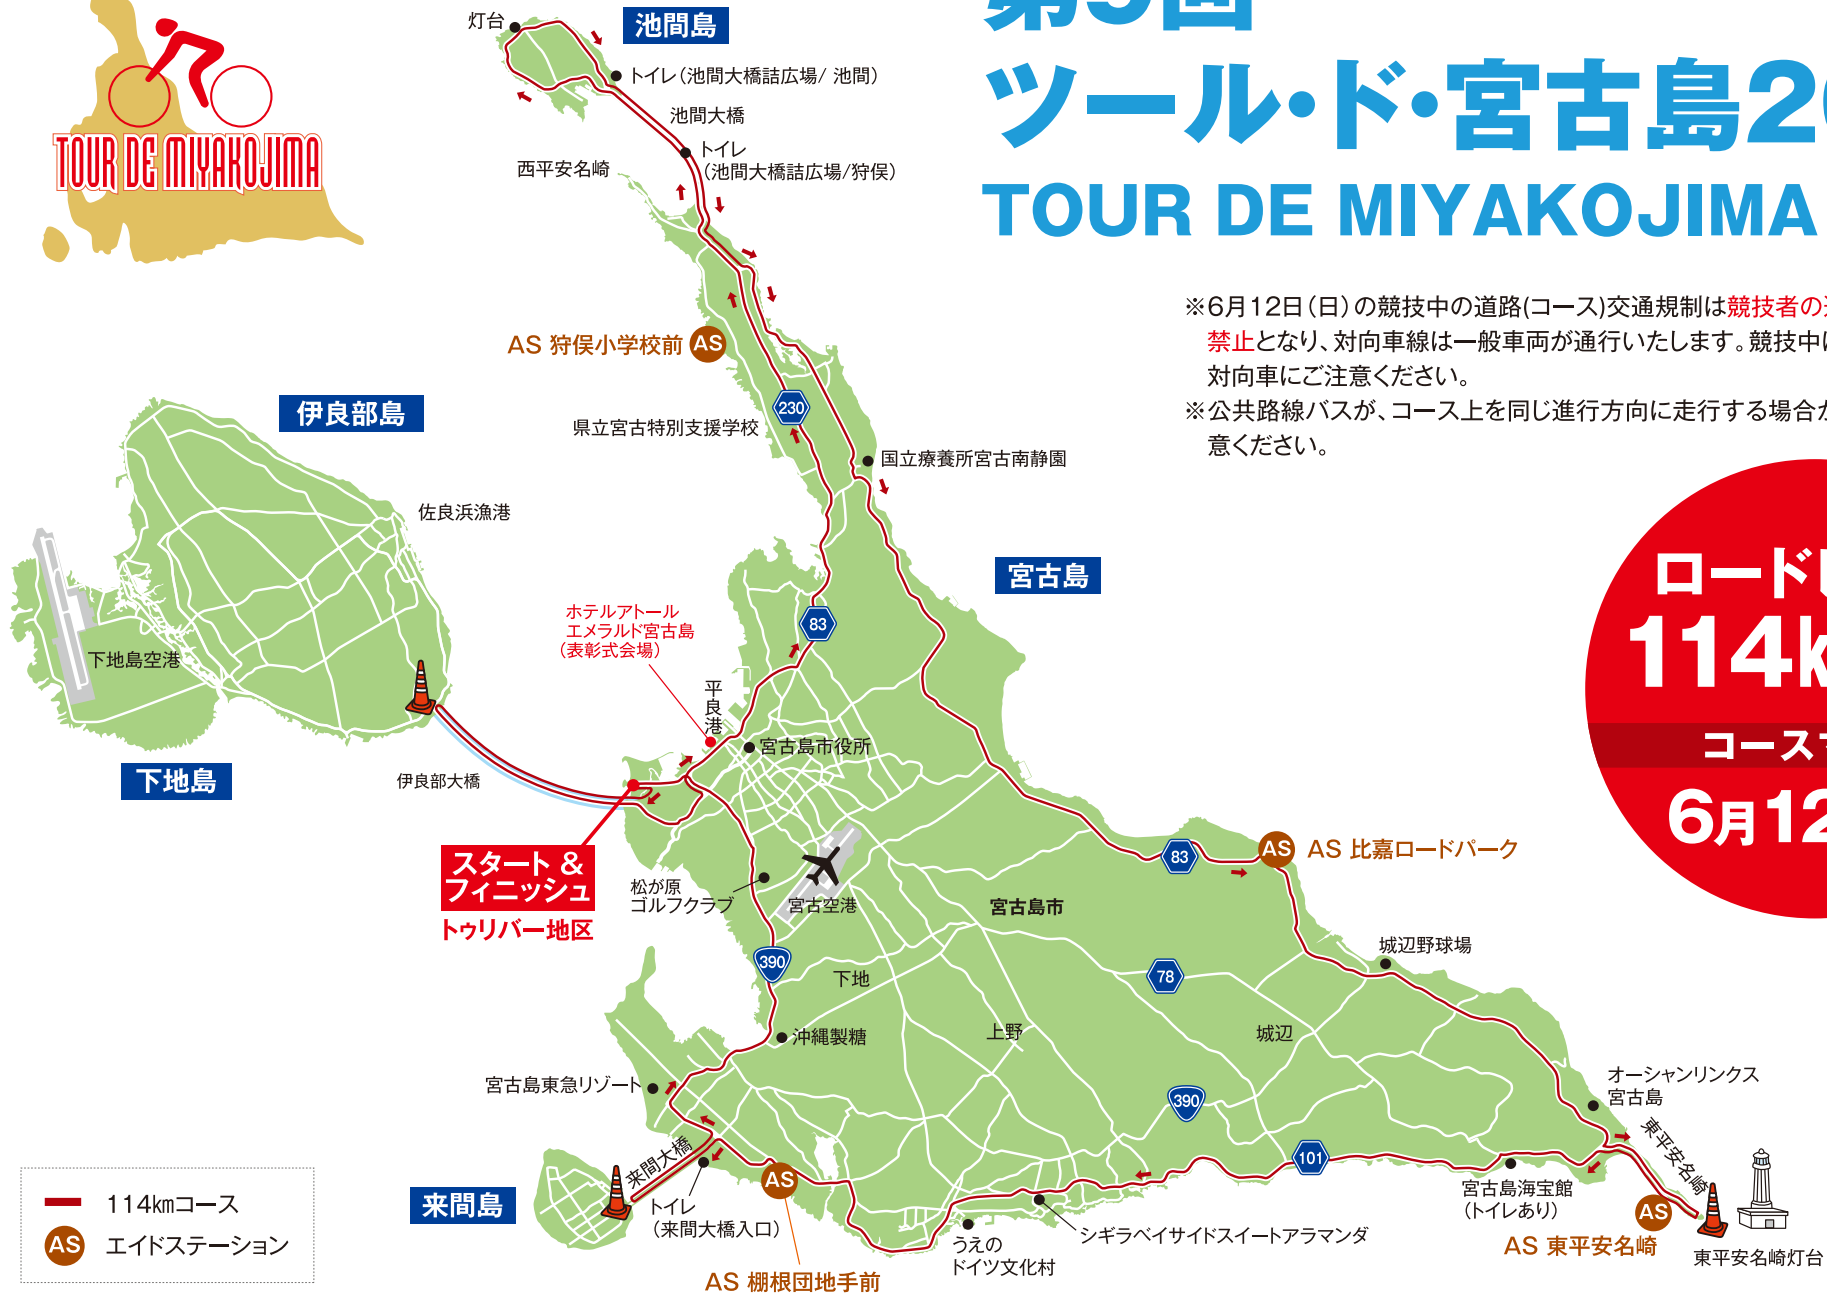 TOUR DE MIYAKOJIMA
ツール・ド・宮古島2
TOUR DE MIYAKOJIMA
※6月12日(日)の競技中の道路(コース)交通規制は競技者の
禁止となり、対向車線は一般車両が通行いたします。競技中
対向車にご注意ください。
※公共路線バスが、コース上を同じ進行方向に走行する場合
意ください。
ロード
114k
コース
6月12
灯台
池間島
トイレ(池間大橋詰広場/ 池間)
池間大橋
トイレ
(池間大橋詰広場/狩俣)
西平安名崎
AS 狩俣小学校前 AS
230
県立宮古特別支援学校
国立療養所宮古南静園
伊良部島
佐良浜漁港
下地島空港
下地島
伊良部大橋
宮古島
83
ホテルアトール
エメラルド宮古島
(表彰式会場)
平良港
宮古島市役所
スタート &
フィニッシュ
トゥリバー地区
松が原
ゴルフクラブ
宮古空港
宮古島市
83
AS AS 比嘉ロードパーク
390
下地
78
城辺野球場
沖縄製糖
上野
城辺
宮古島東急リゾート
390
オーシャンリンクス
宮古島
東平安名崎
101
来間大橋
来間島
トイレ
(来間大橋入口)
AS
AS 棚根団地手前
うえの
ドイツ文化村
シギラベイサイドスイートアラマンダ
宮古島海宝館
(トイレあり)
AS
AS 東平安名崎
東平安名崎灯台
114kmコース
AS エイドステーション